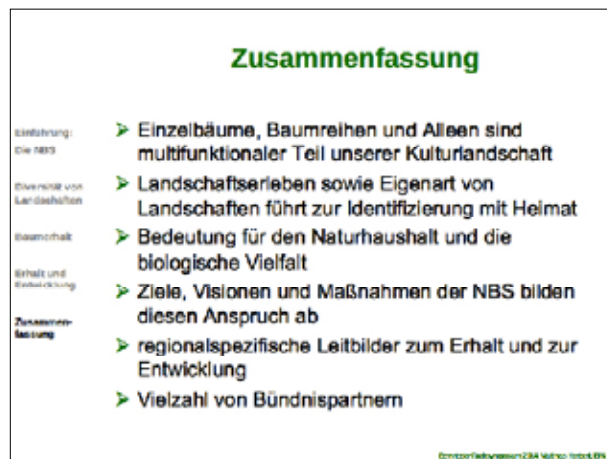 Zusammenfassung
Einführung:
Die NBS
Diversität von
Landschaften
Baumerhalt
Erhalt und
Entwicklung
Zusammen-
fassung
➢ Einzelbäume, Baumreihen und Alleen sind
multifunktionaler Teil unserer Kulturlandschaft
➢ Landschaftserleben sowie Eigenart von
Landschaften führt zur Identifizierung mit Heimat
➢ Bedeutung für den Naturhaushalt und die
biologische Vielfalt
➢ Ziele, Visionen und Maßnahmen der NBS bilden
diesen Anspruch ab
➢ regionalspezifische Leitbilder zum Erhalt und zur
Entwicklung
➢ Vielzahl von Bündnispartnern